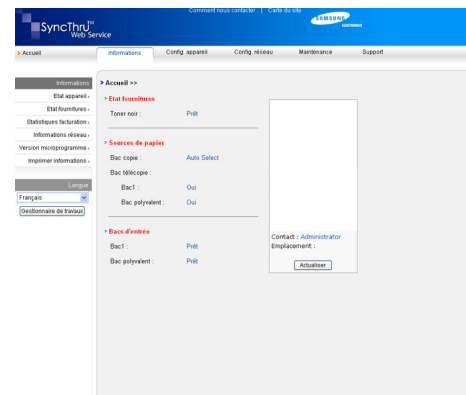 Comment nous contacter | Carte du site
SyncThru™
Web Service
SAMSUNG
ELECTRONICS
> Accueil
Informations
Config. appareil
Config. réseau
Maintenance
Support
Informations
Etat appareil
Etat fournitures
Statistiques facturation
Informations réseau
Version microprogramme
Imprimer informations
Langue
Français
Gestionnaire de travaux
> Accueil >>
> Etat fournitures
Toner noir : Prêt
> Sources de papier
Bac copie : Auto Select
Bac télécopie :
Bac1 : Oui
Bac polyvalent : Oui
> Bacs d'entrée
Bac1 : Prêt
Bac polyvalent : Prêt
Contact : Administrator
Emplacement :
Actualiser